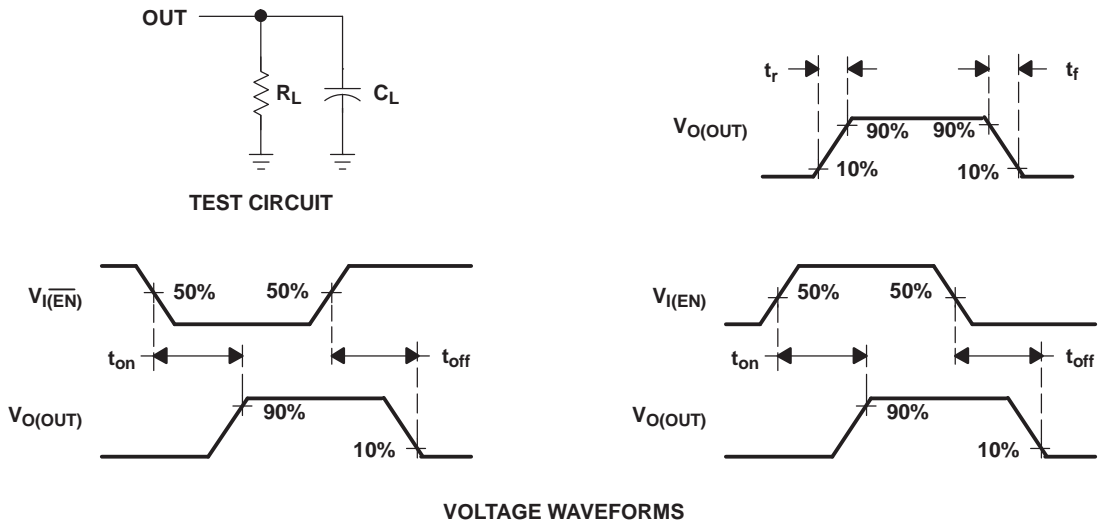 OUT
R_L C_L
TEST CIRCUIT
t_r t_f
V_O(OUT)
90% 90%
10% 10%
V_I(E̅N̅)
50% 50%
t_on t_off
V_O(OUT)
90%
10%
V_I(EN)
50% 50%
t_on t_off
V_O(OUT)
90%
10%
VOLTAGE WAVEFORMS